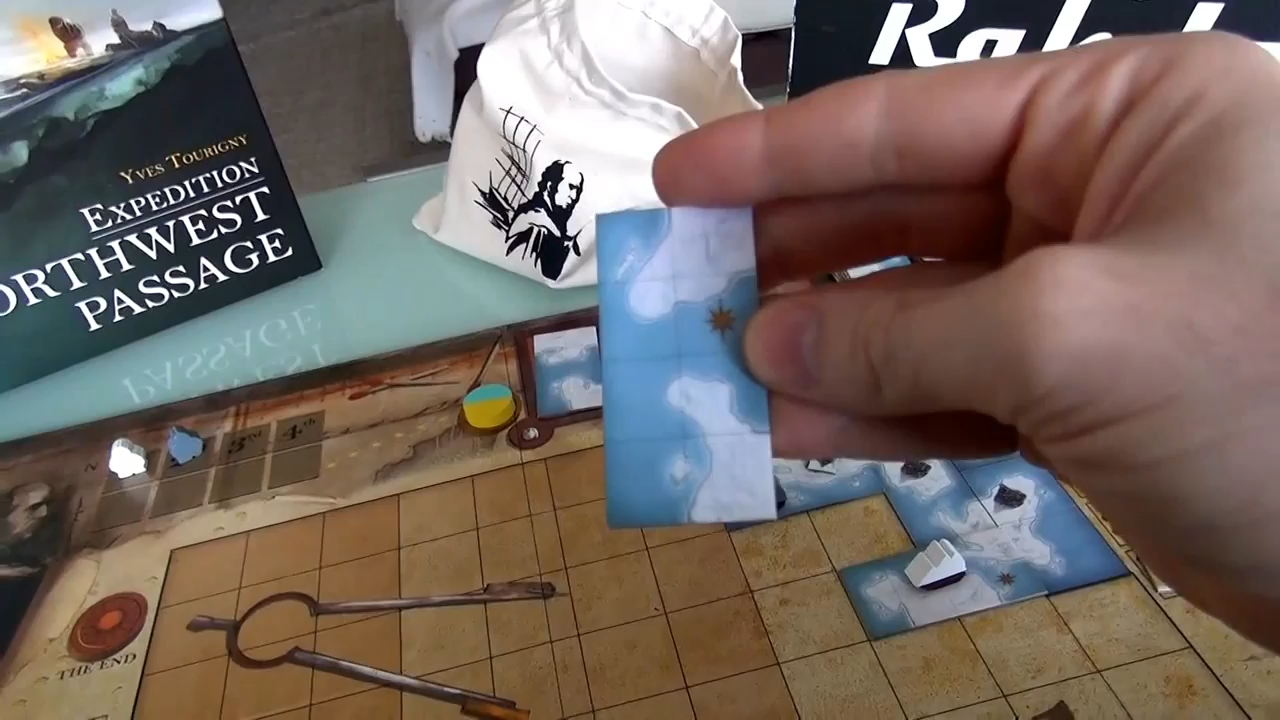 YVES TOURIGNY
EXPEDITION
ORTHWEST
PASSAGE
3RD
4TH
THE END